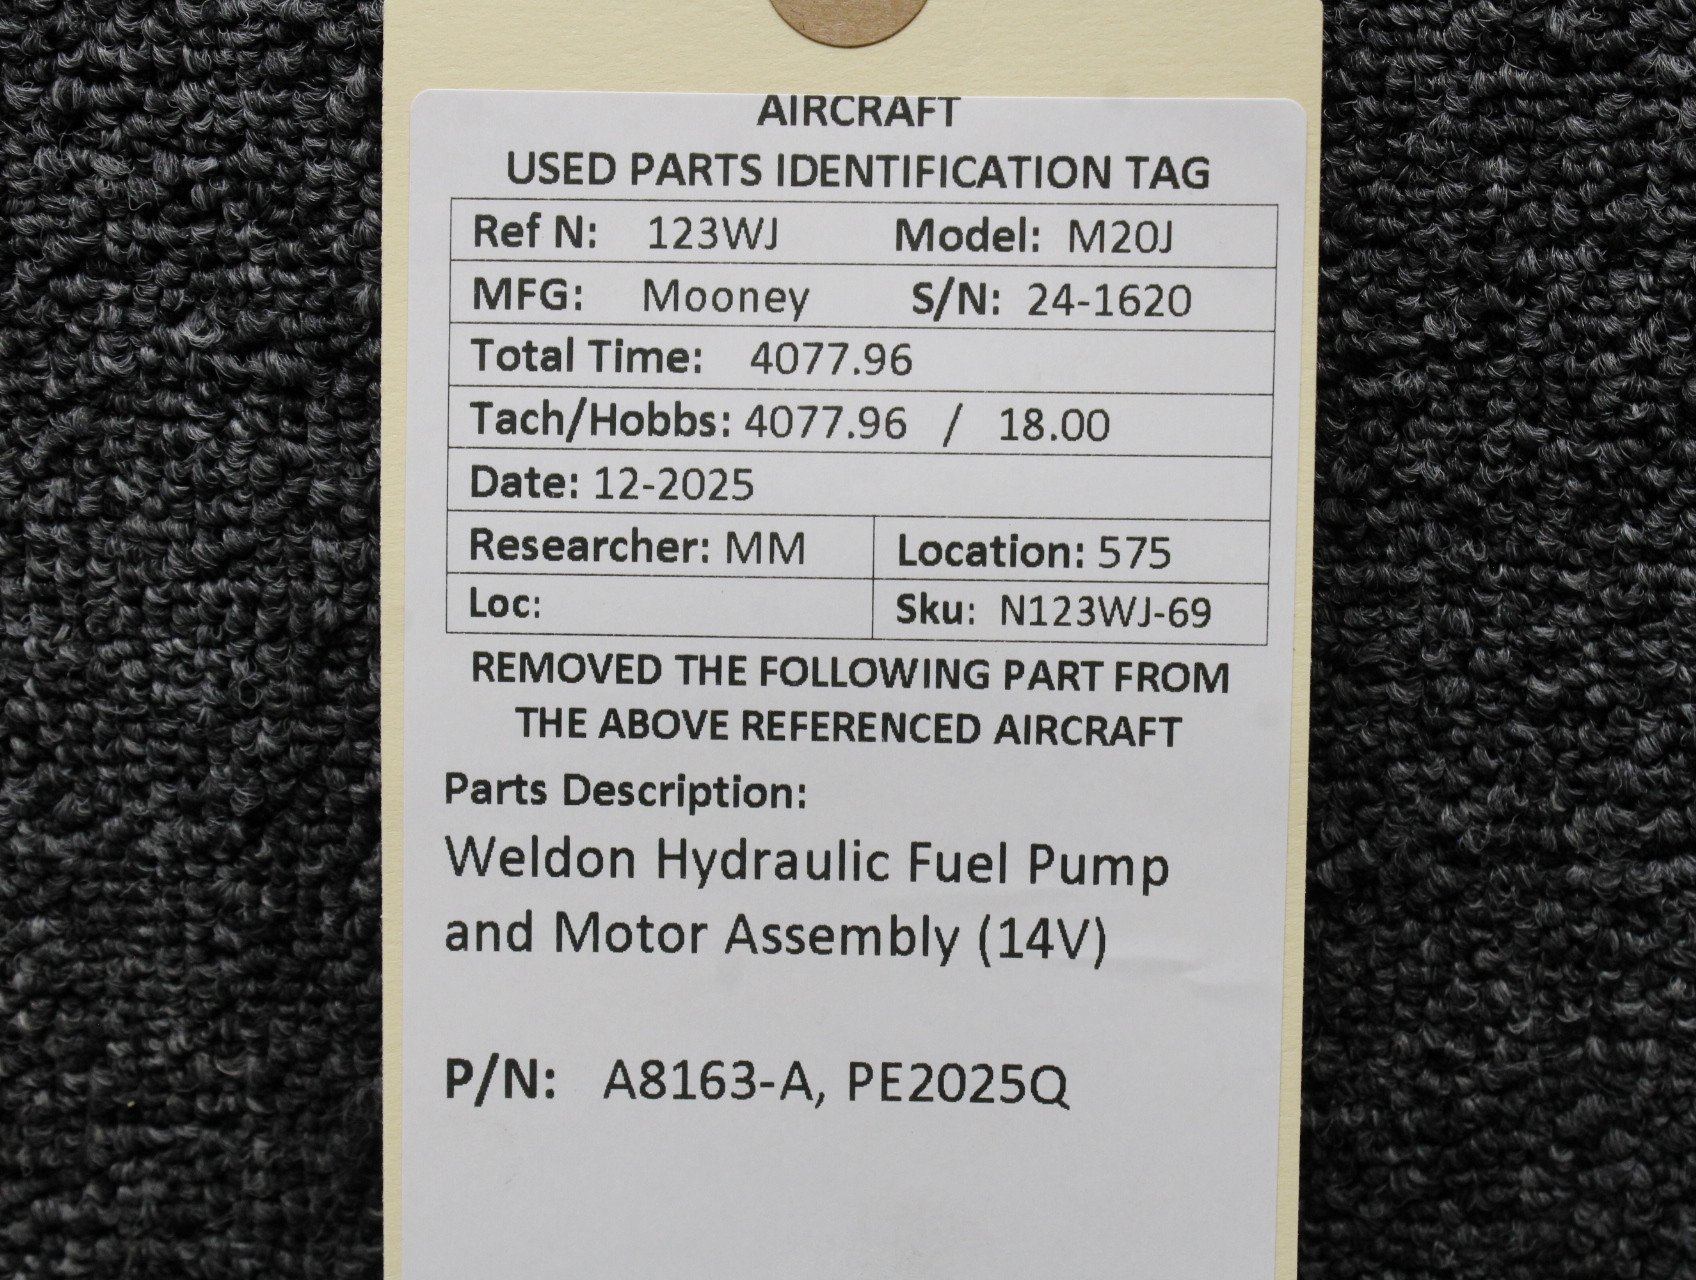 AIRCRAFT
USED PARTS IDENTIFICATION TAG
Ref N: 123WJ Model: M20J
MFG: Mooney S/N: 24-1620
Total Time: 4077.96
Tach/Hobbs: 4077.96 / 18.00
Date: 12-2025
Researcher: MM Location: 575
Loc: Sku: N123WJ-69
REMOVED THE FOLLOWING PART FROM
THE ABOVE REFERENCED AIRCRAFT
Parts Description:
Weldon Hydraulic Fuel Pump
and Motor Assembly (14V)
P/N: A8163-A, PE2025Q